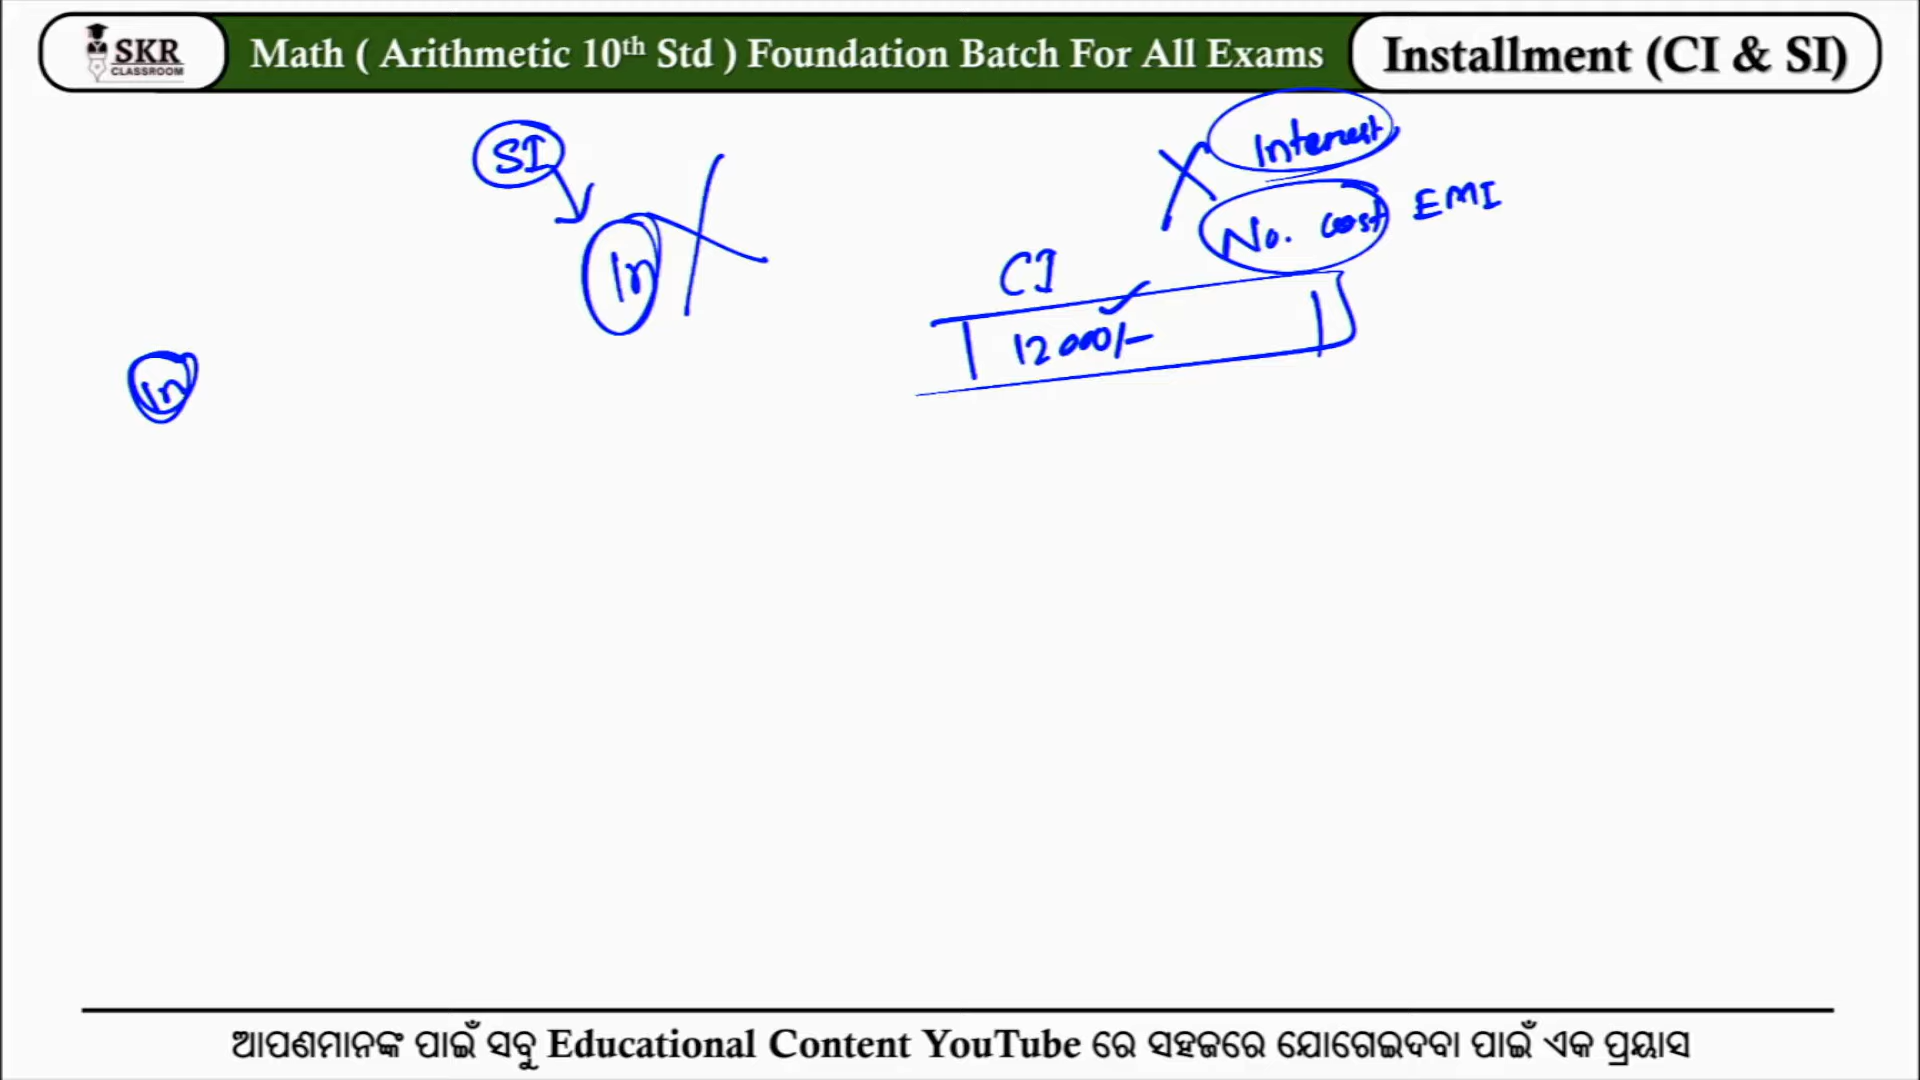 SKR
CLASSROOM
Math ( Arithmetic 10th Std ) Foundation Batch For All Exams
Installment (CI & SI)
SI
Interest
No. cost EMI
In
CI
12000/-
In
ଆପଣମାନଙ୍କ ପାଇଁ ସବୁ Educational Content YouTube ରେ ସହଜରେ ଯୋଗେଇଦବା ପାଇଁ ଏକ ପ୍ରୟାସ